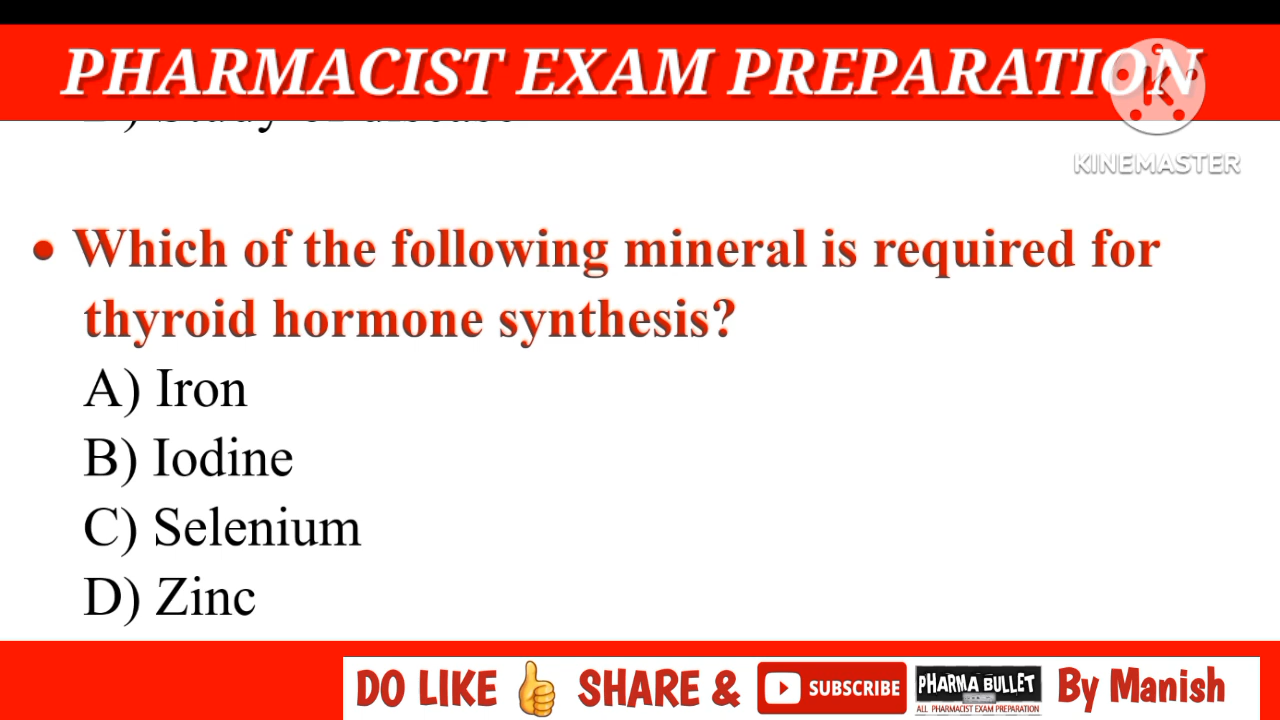 PHARMACIST EXAM PREPARATION
KINEMASTER
• Which of the following mineral is required for
thyroid hormone synthesis?
A) Iron
B) Iodine
C) Selenium
D) Zinc
DO LIKE 👍 SHARE & SUBSCRIBE PHARMA BULLET By Manish
ALL PHARMACIST EXAM PREPARATION